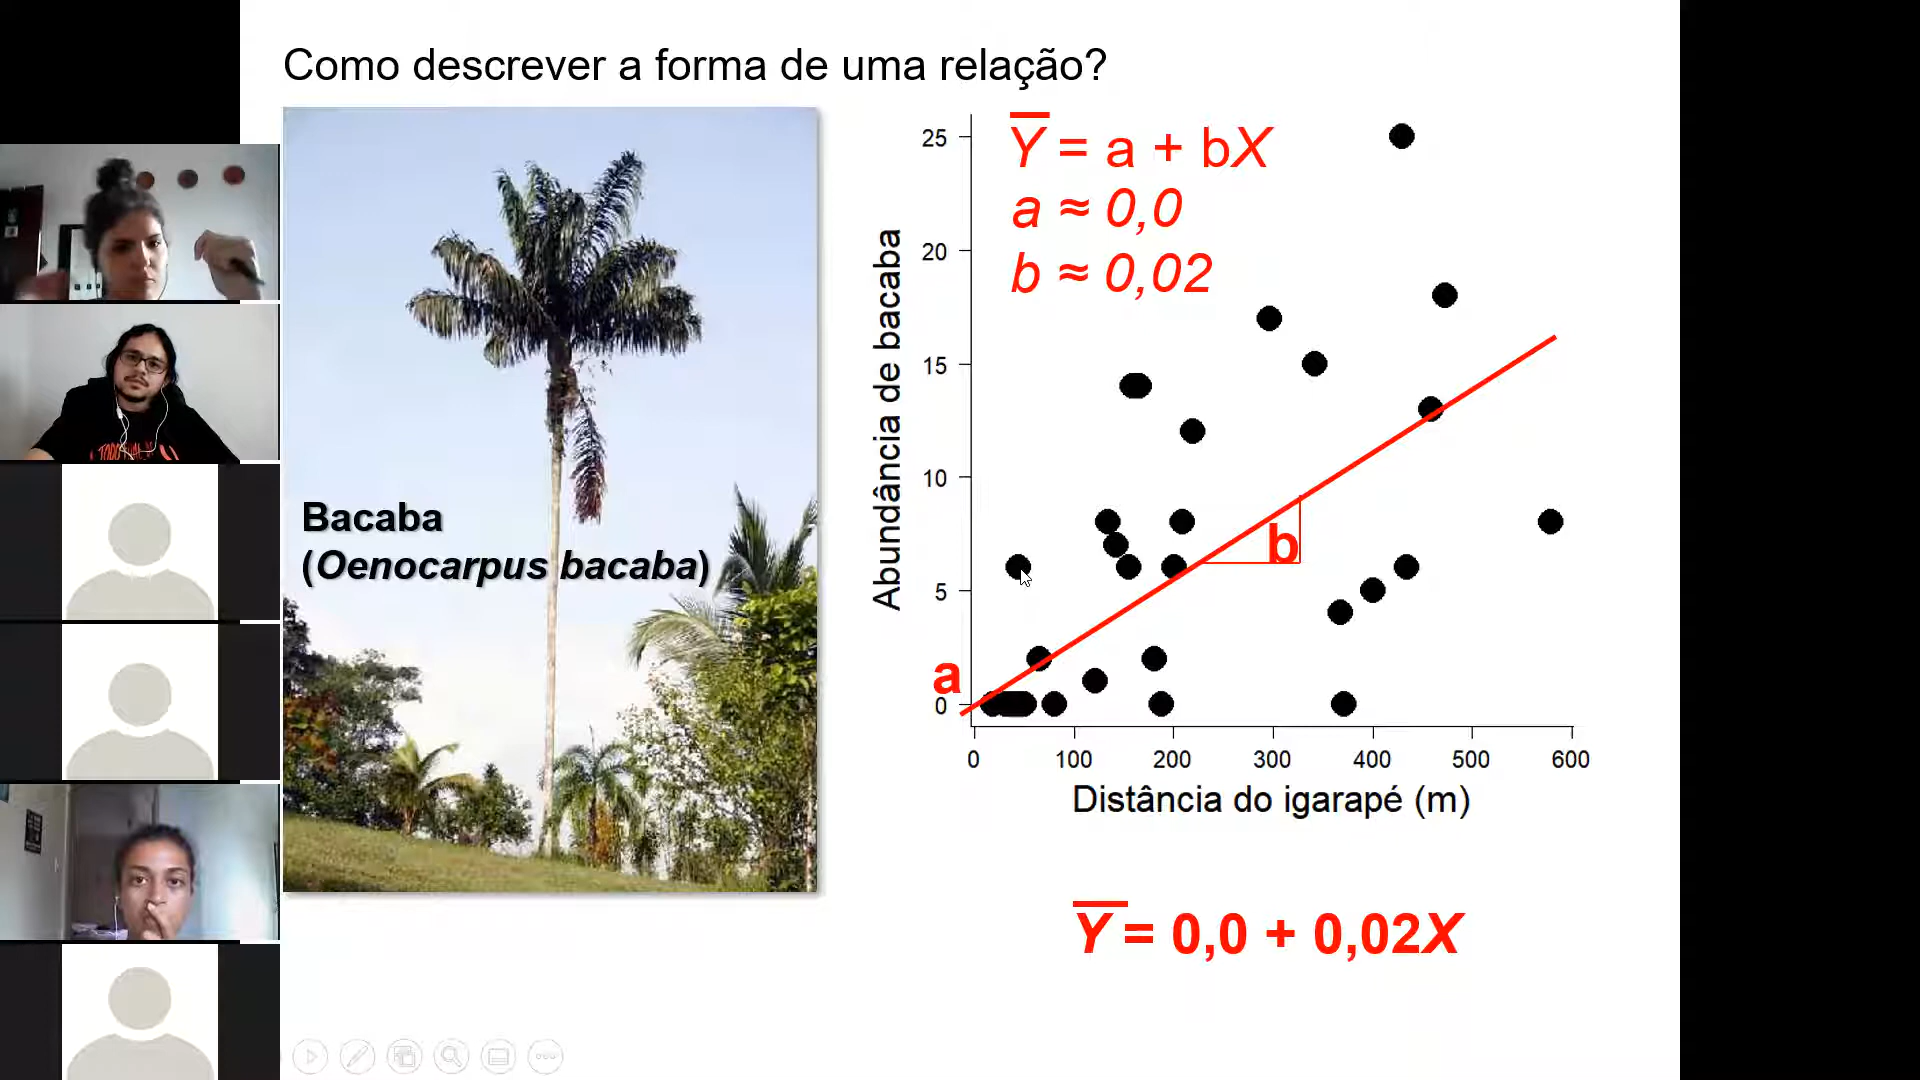 Como descrever a forma de uma relação?
Bacaba
(Oenocarpus bacaba)
Y = a + bX
a ≈ 0,0
b ≈ 0,02
Abundância de bacaba
25
20
15
10
5
0
a
b
0 100 200 300 400 500 600
Distância do igarapé (m)
Y = 0,0 + 0,02X